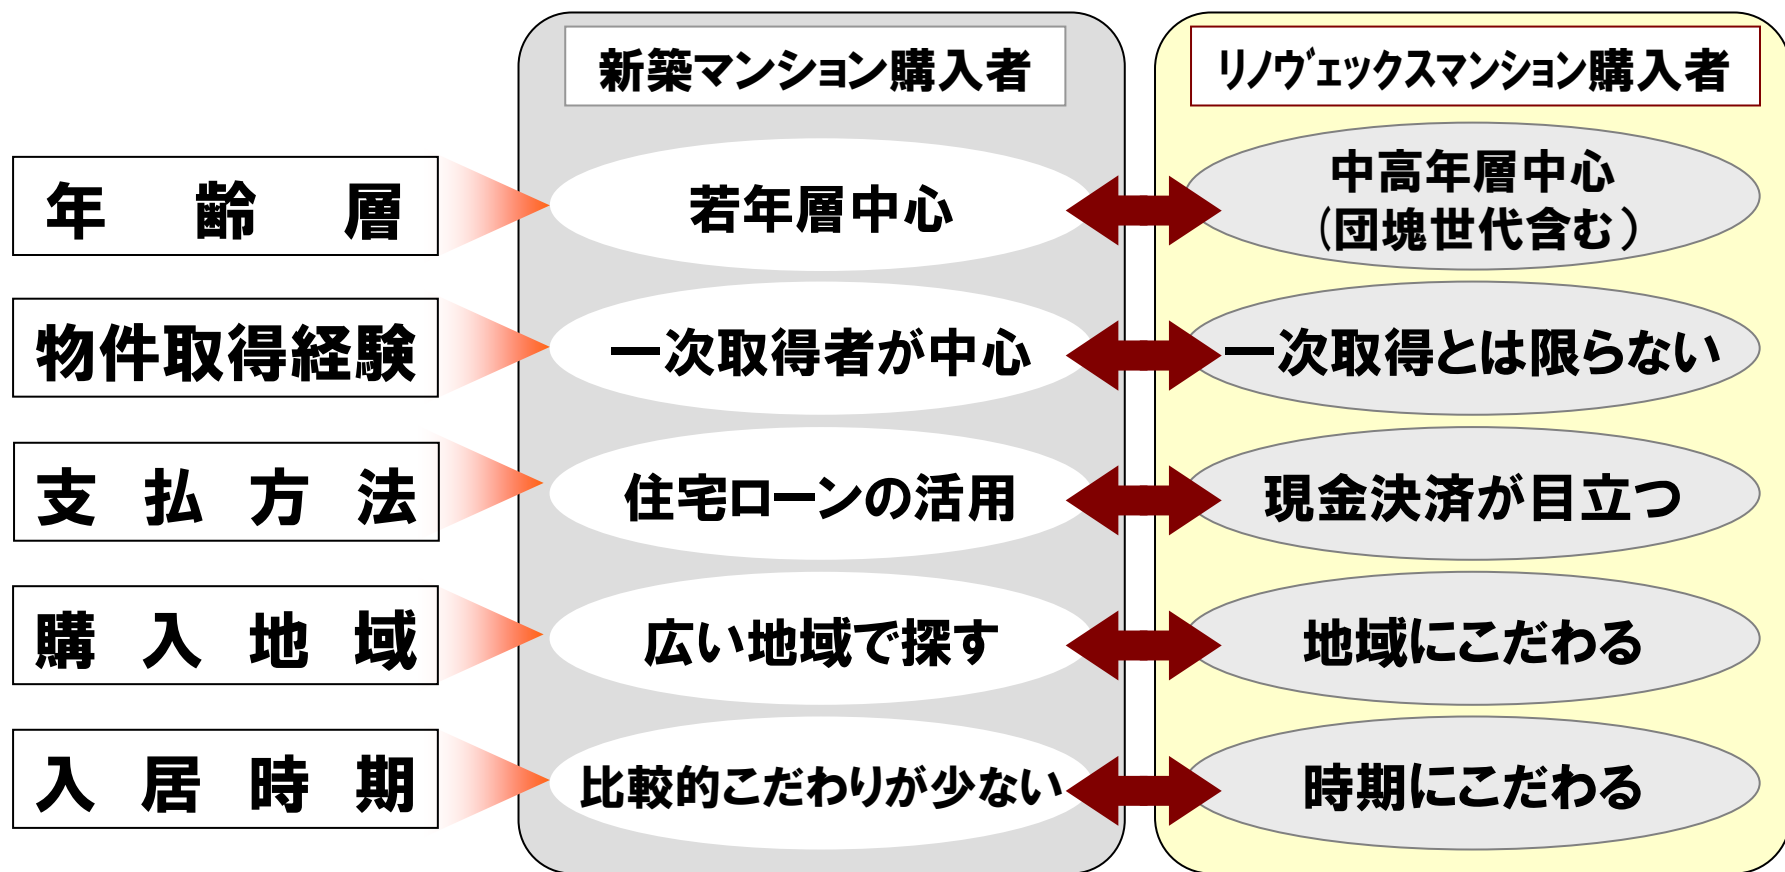 新築マンション購入者
リノヴェックスマンション購入者
年齢層
若年層中心
中高年層中心
(団塊世代含む)
物件取得経験
一次取得者が中心
一次取得とは限らない
支払方法
住宅ローンの活用
現金決済が目立つ
購入地域
広い地域で探す
地域にこだわる
入居時期
比較的こだわりが少ない
時期にこだわる